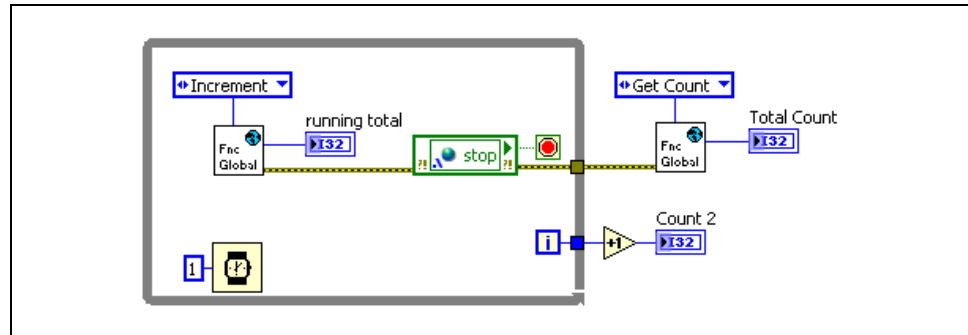 Increment
Get Count
running total
Total Count
Fnc
Global
I32
stop
Fnc
Global
I32
?!
?!
Count 2
i
+1
I32
1